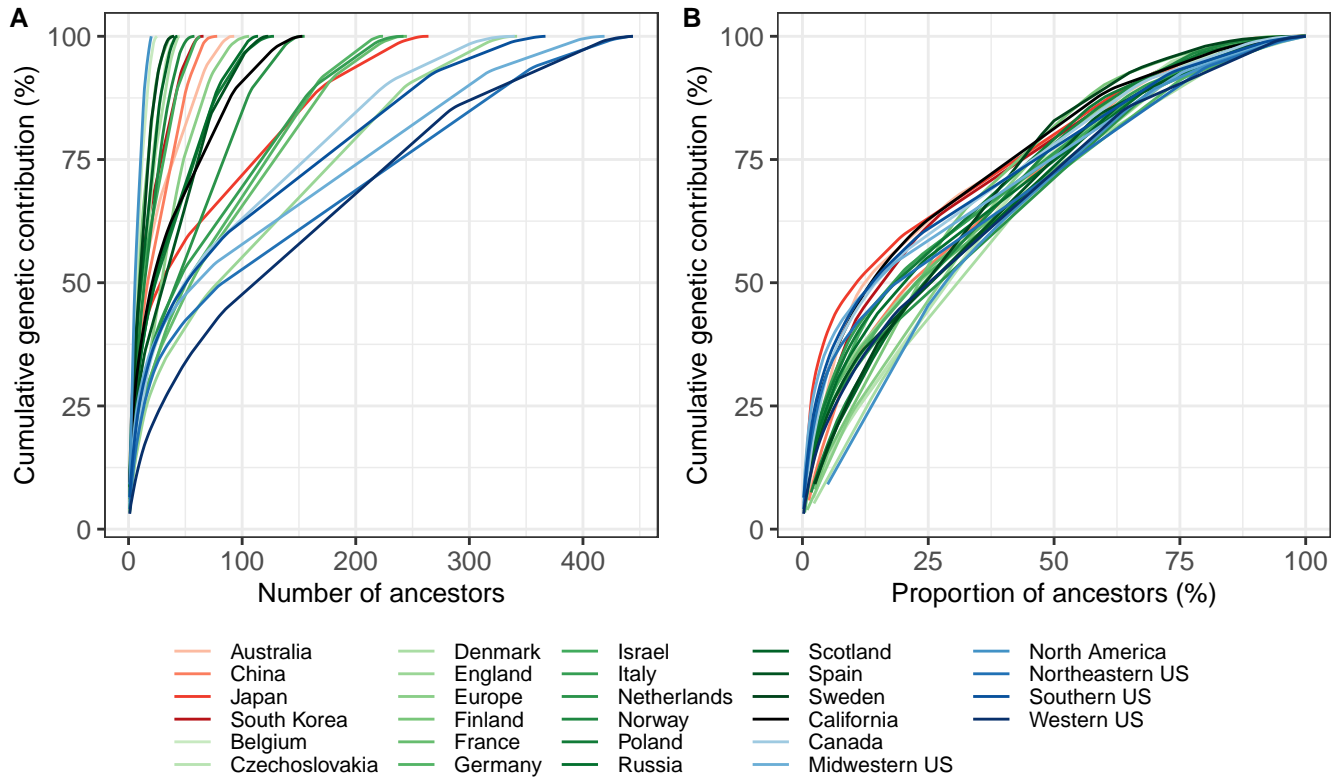 A
B
Cumulative genetic contribution (%)
100
75
50
25
0
0 100 200 300 400
Number of ancestors
Cumulative genetic contribution (%)
100
75
50
25
0
0 25 50 75 100
Proportion of ancestors (%)
Australia Denmark Israel Scotland North America
China England Italy Spain Northeastern US
Japan Europe Netherlands Sweden Southern US
South Korea Finland Norway California Western US
Belgium France Poland Canada
Czechoslovakia Germany Russia Midwestern US